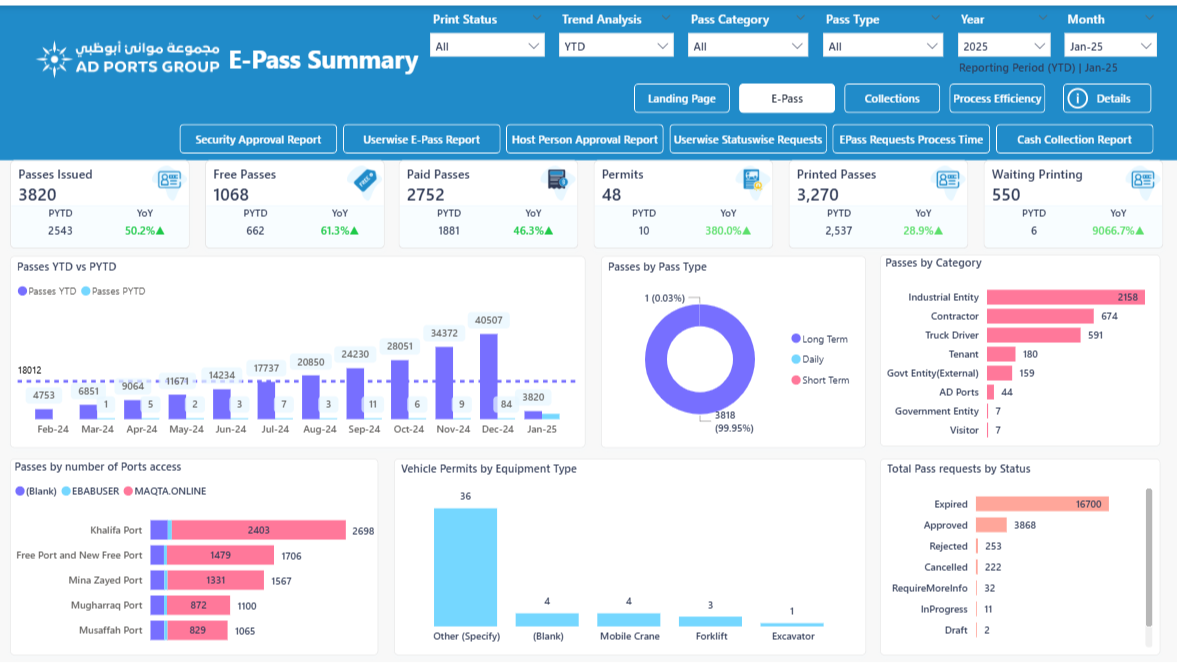 Print Status
Trend Analysis
Pass Category
Pass Type
Year
Month
All
YTD
All
All
2025
Jan-25
Reporting Period (YTD) | Jan-25
مجموعة موانئ أبوظبي
AD PORTS GROUP
E-Pass Summary
Landing Page
E-Pass
Collections
Process Efficiency
Details
Security Approval Report
Userwise E-Pass Report
Host Person Approval Report
Userwise Statuswise Requests
EPass Requests Process Time
Cash Collection Report
Passes Issued
3820
PYTD YoY
2543 50.2%▲
Free Passes
1068
PYTD YoY
662 61.3%▲
Paid Passes
2752
PYTD YoY
1881 46.3%▲
Permits
48
PYTD YoY
10 380.0%▲
Printed Passes
3,270
PYTD YoY
2,537 28.9%▲
Waiting Printing
550
PYTD YoY
6 9066.7%▲
Passes YTD vs PYTD
Passes YTD Passes PYTD
18012
4753
6851
9064
11671
14234
17737
20850
24230
28051
34372
40507
3820
1
5
2
3
7
3
11
6
9
84
Feb-24 Mar-24 Apr-24 May-24 Jun-24 Jul-24 Aug-24 Sep-24 Oct-24 Nov-24 Dec-24 Jan-25
Passes by Pass Type
1 (0.03%)
3818
(99.95%)
Long Term
Daily
Short Term
Passes by Category
Industrial Entity 2158
Contractor 674
Truck Driver 591
Tenant 180
Govt Entity(External) 159
AD Ports 44
Government Entity 7
Visitor 7
Passes by number of Ports access
(Blank) EBABUSER MAQTA.ONLINE
Khalifa Port 2403 2698
Free Port and New Free Port 1479 1706
Mina Zayed Port 1331 1567
Mugharraq Port 872 1100
Musaffah Port 829 1065
Vehicle Permits by Equipment Type
36
4
4
3
1
Other (Specify) (Blank) Mobile Crane Forklift Excavator
Total Pass requests by Status
Expired 16700
Approved 3868
Rejected 253
Cancelled 222
RequireMoreInfo 32
InProgress 11
Draft 2